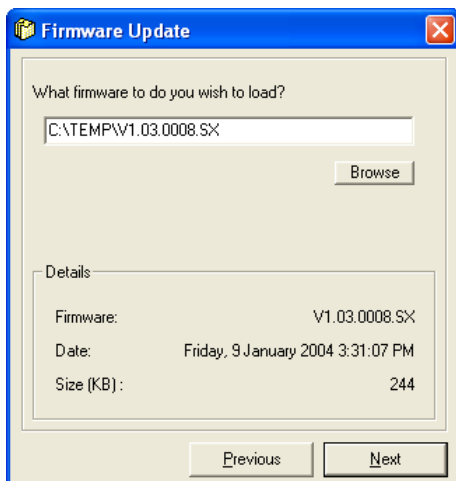 Firmware Update
What firmware to do you wish to load?
C:\TEMP\V1.03.0008.SX
Browse
Details
Firmware: V1.03.0008.SX
Date: Friday, 9 January 2004 3:31:07 PM
Size (KB) : 244
Previous Next